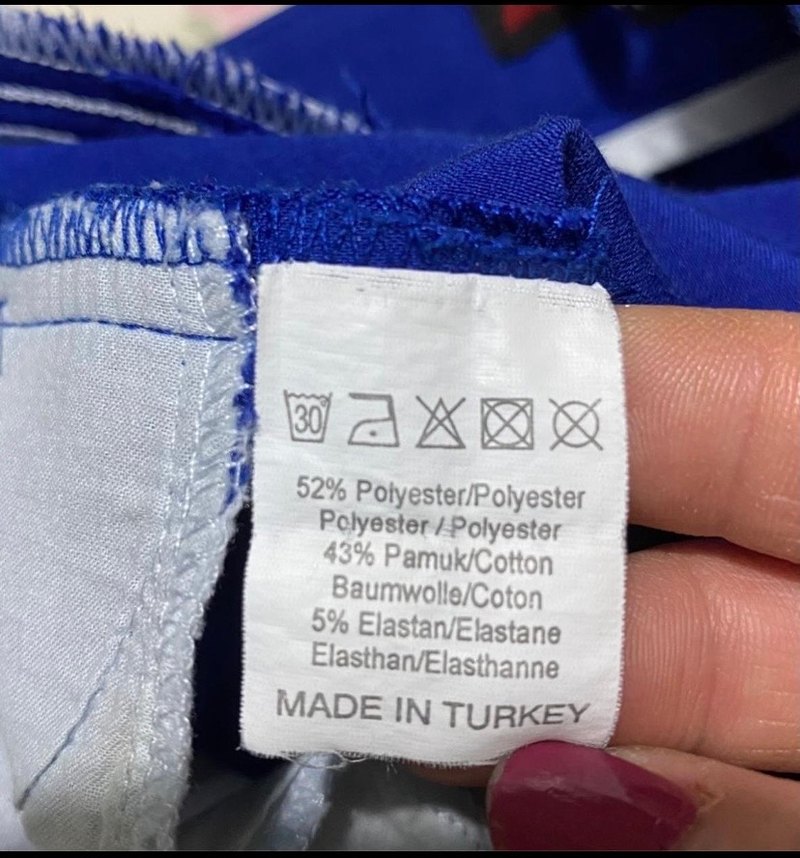 30
52% Polyester/Polyester
Polyester / Polyester
43% Pamuk/Cotton
Baumwolle/Coton
5% Elastan/Elastane
Elasthan/Elasthanne
MADE IN TURKEY